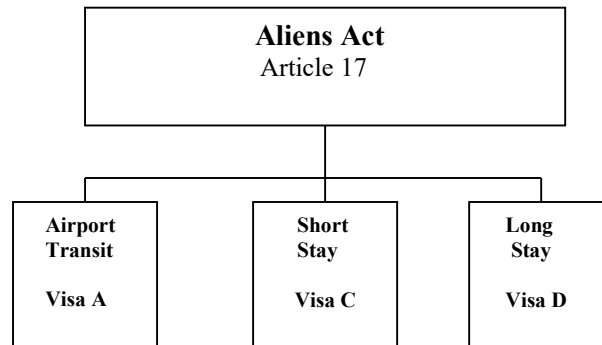 Aliens Act
Article 17
Airport
Transit
Visa A
Short
Stay
Visa C
Long
Stay
Visa D